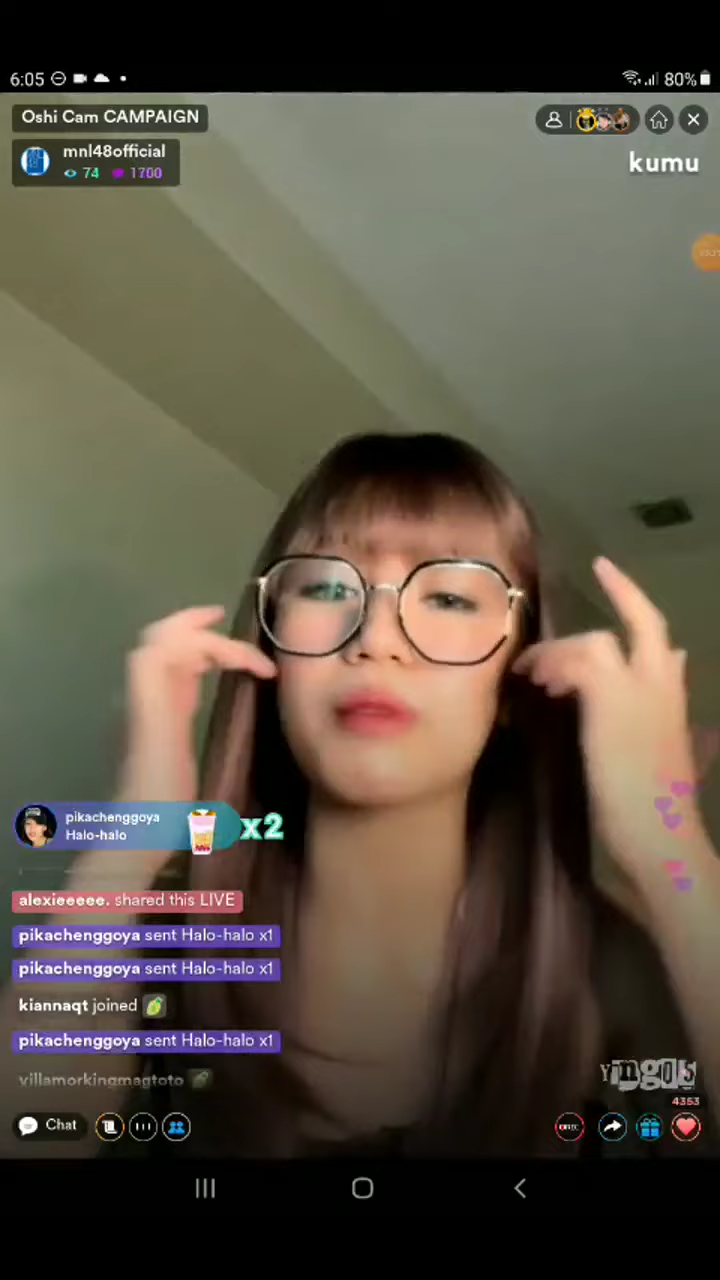 6:05
80%
Oshi Cam CAMPAIGN
mnl48official
74 1700
kumu
pikachenggoya
Halo-halo
x2
alexieeeee. shared this LIVE
pikachenggoya sent Halo-halo x1
pikachenggoya sent Halo-halo x1
kiannaqt joined
pikachenggoya sent Halo-halo x1
villamorkingmagtoto
4353
Chat